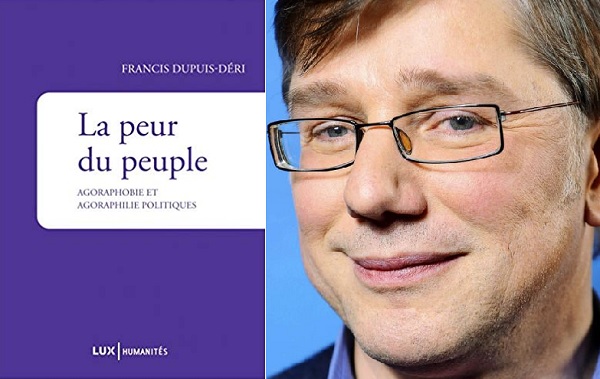 FRANCIS DUPUIS-DÉRI
La peur
du peuple
AGORAPHOBIE ET
AGORAPHILIE POLITIQUES
LUX | HUMANITÉS